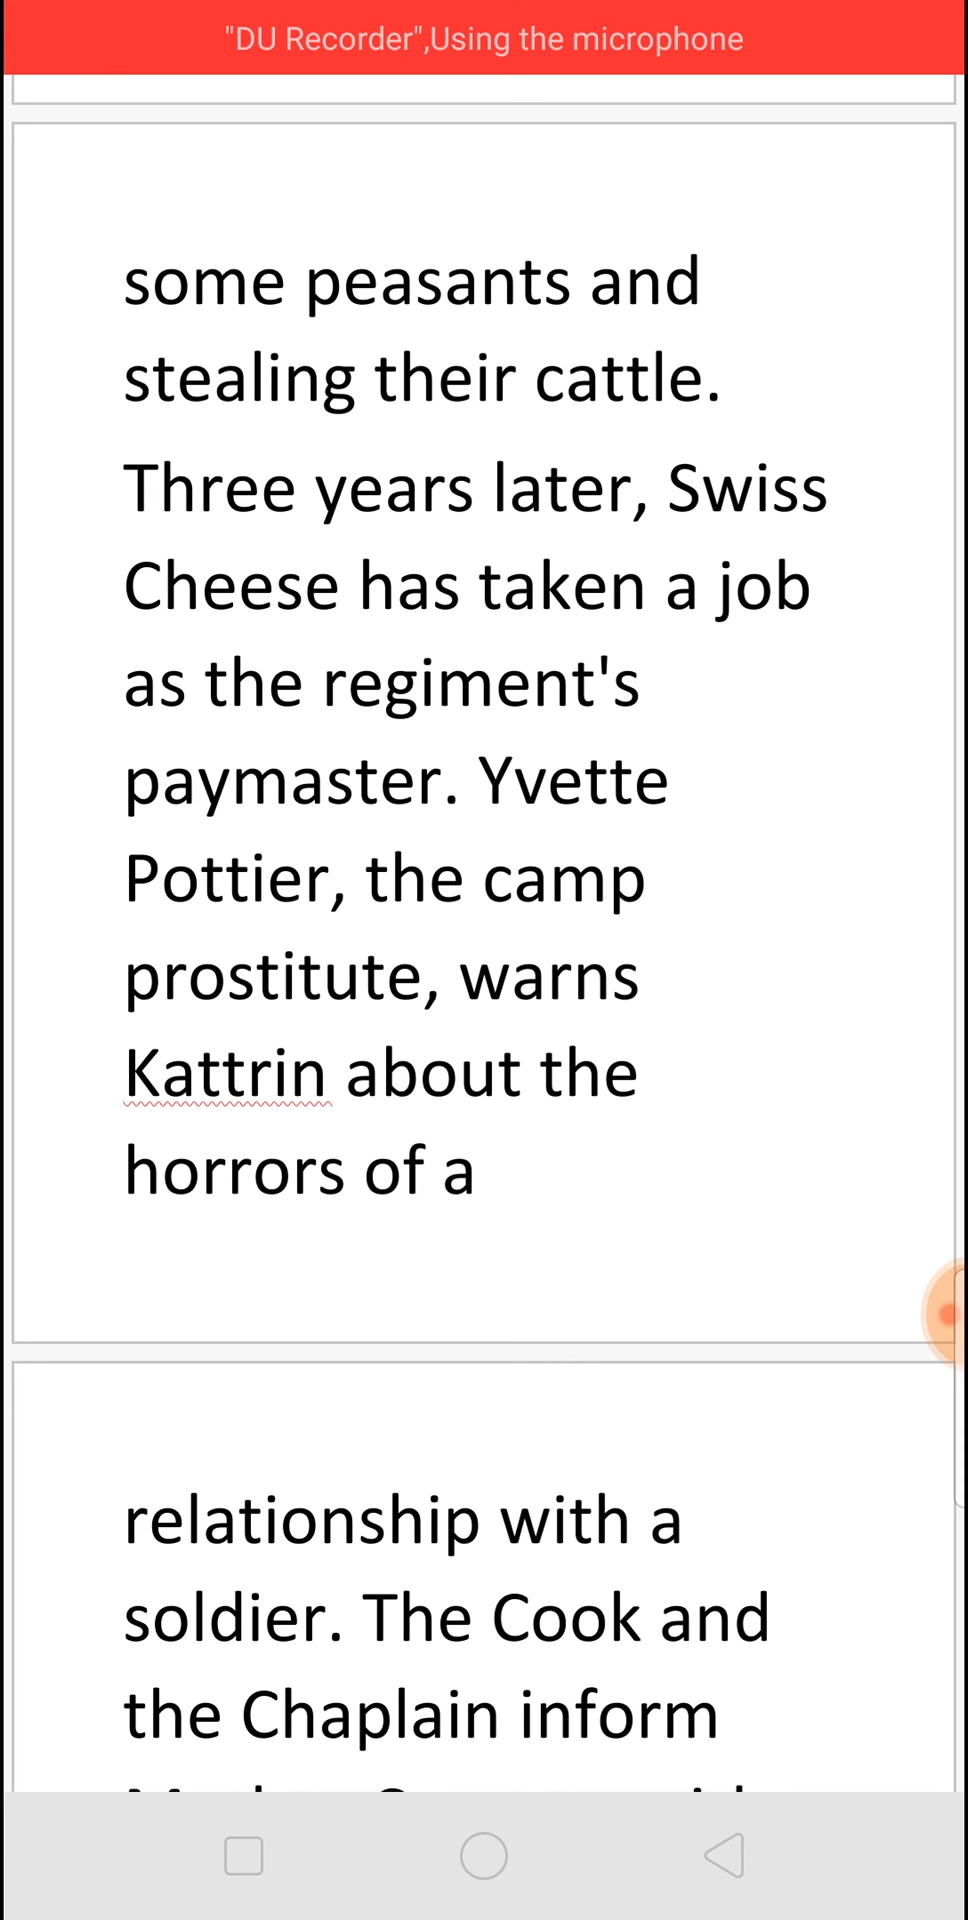 "DU Recorder",Using the microphone
some peasants and
stealing their cattle.
Three years later, Swiss
Cheese has taken a job
as the regiment's
paymaster. Yvette
Pottier, the camp
prostitute, warns
Kattrin about the
horrors of a
relationship with a
soldier. The Cook and
the Chaplain inform